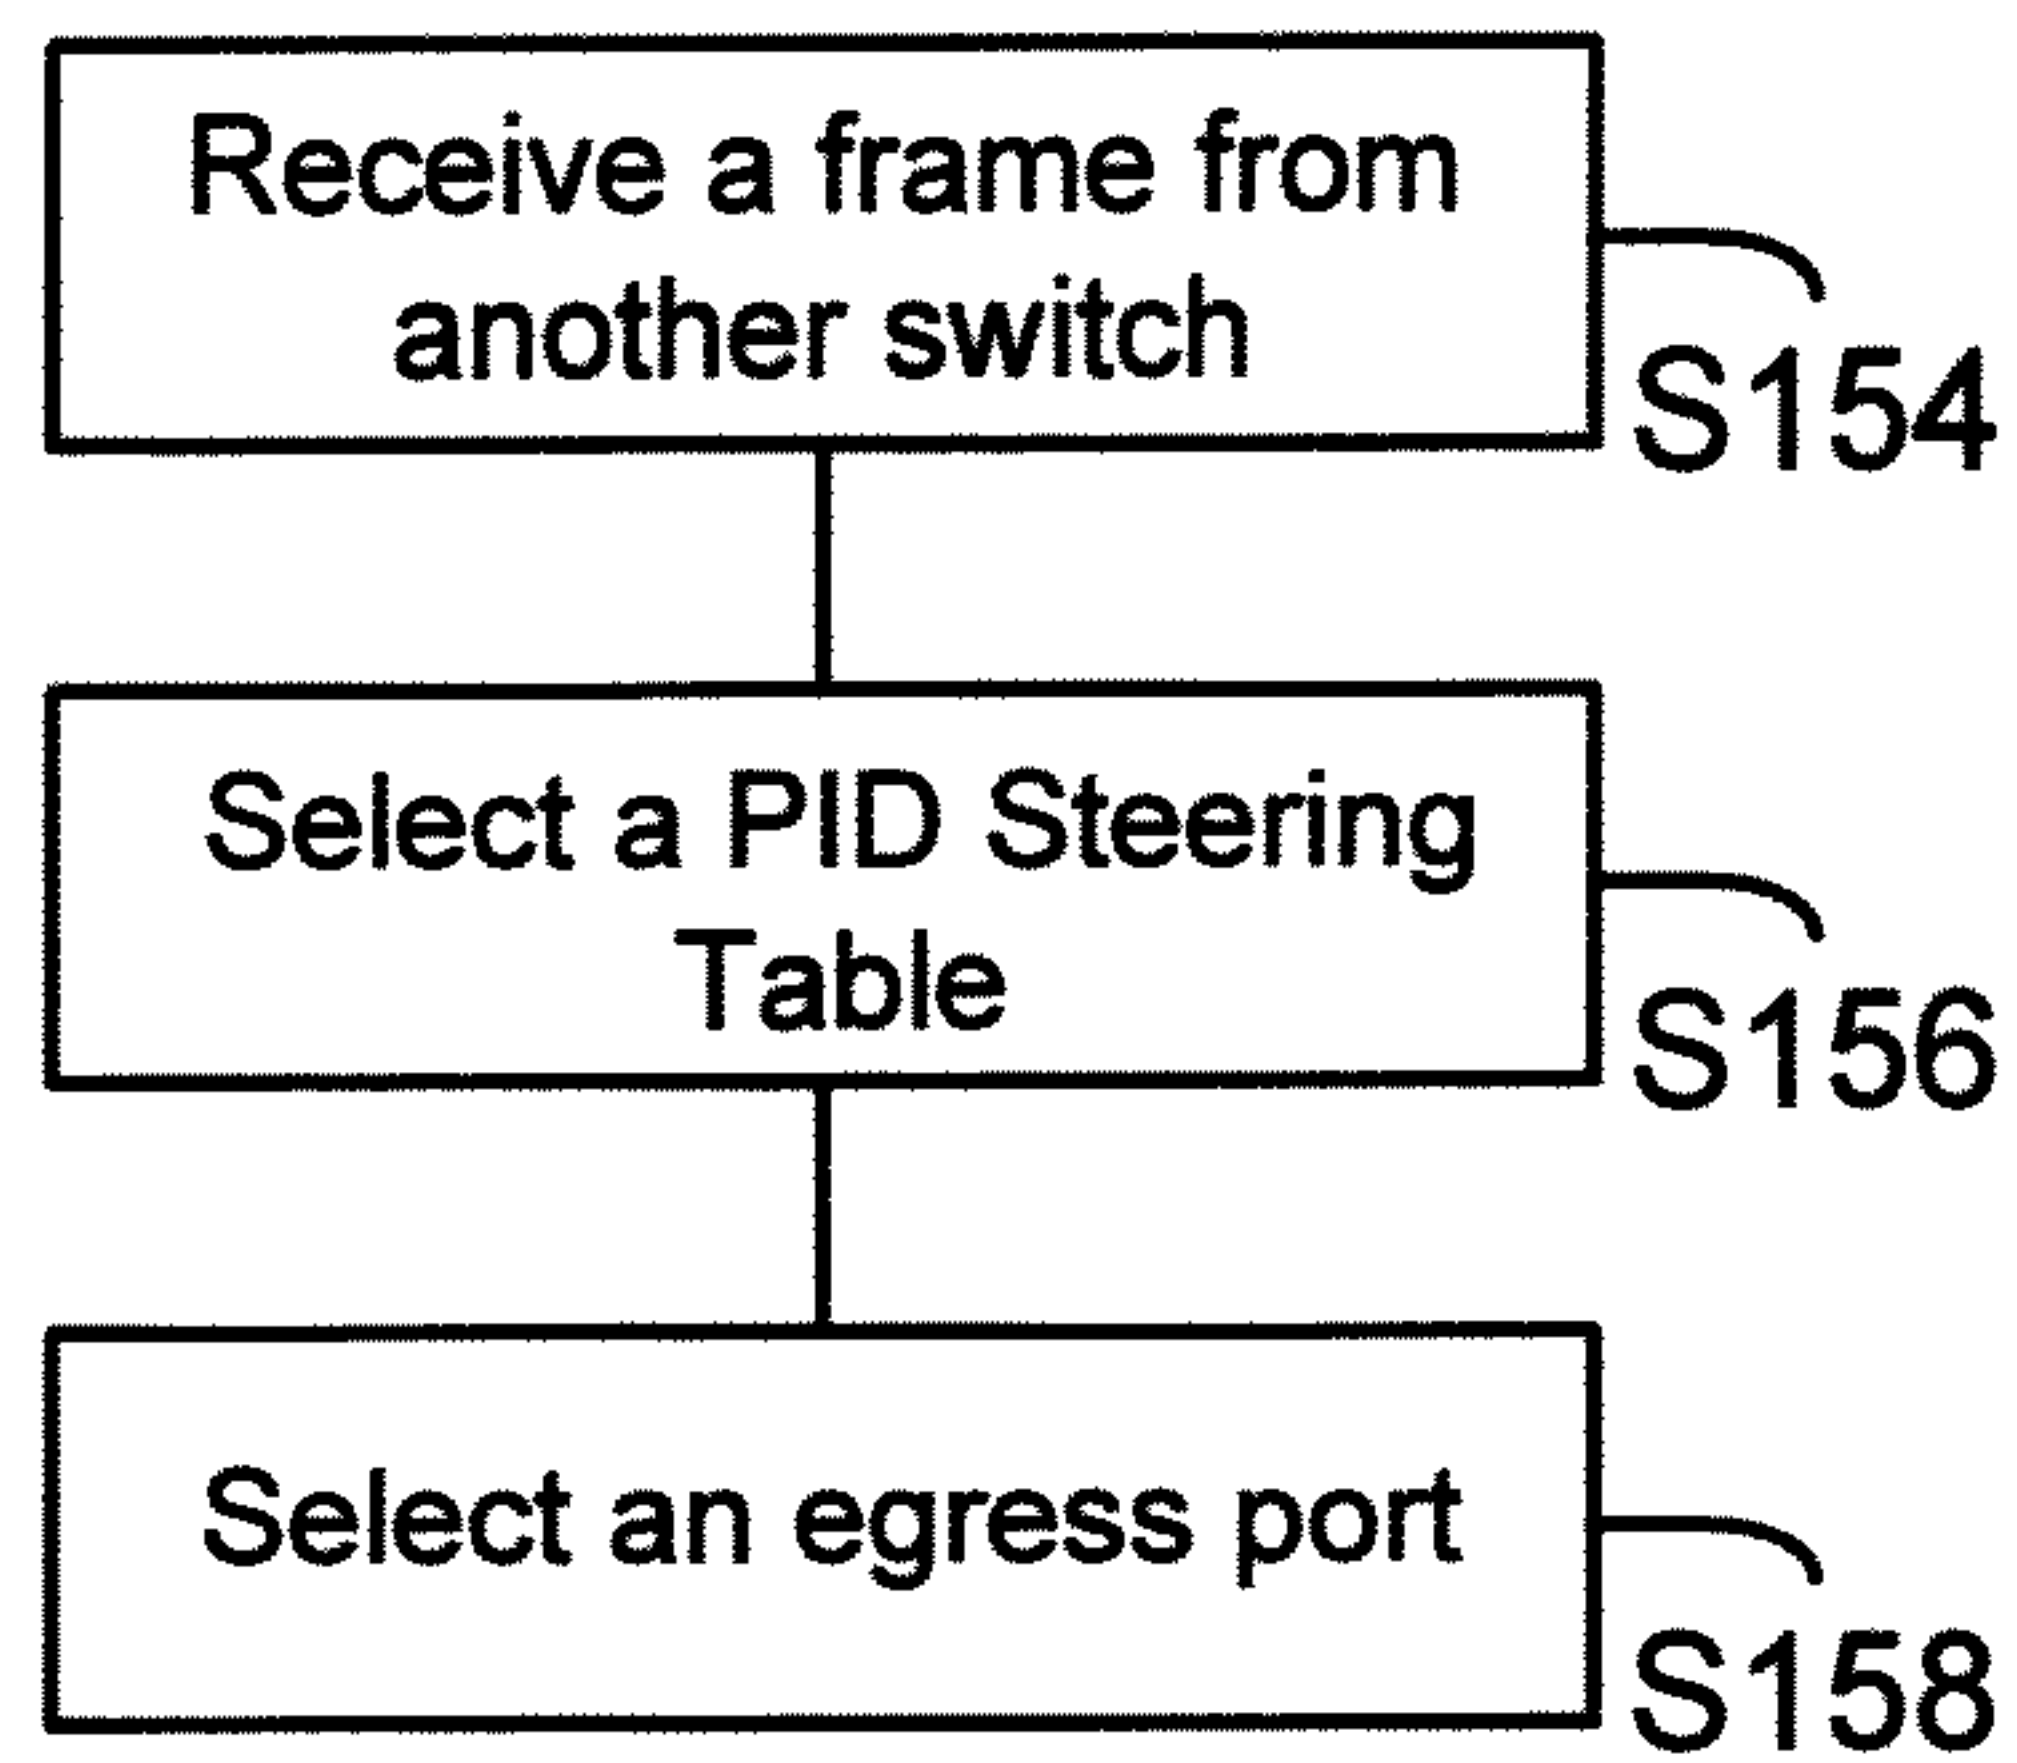 Receive a frame from
another switch
S154
Select a PID Steering
Table
S156
Select an egress port
S158